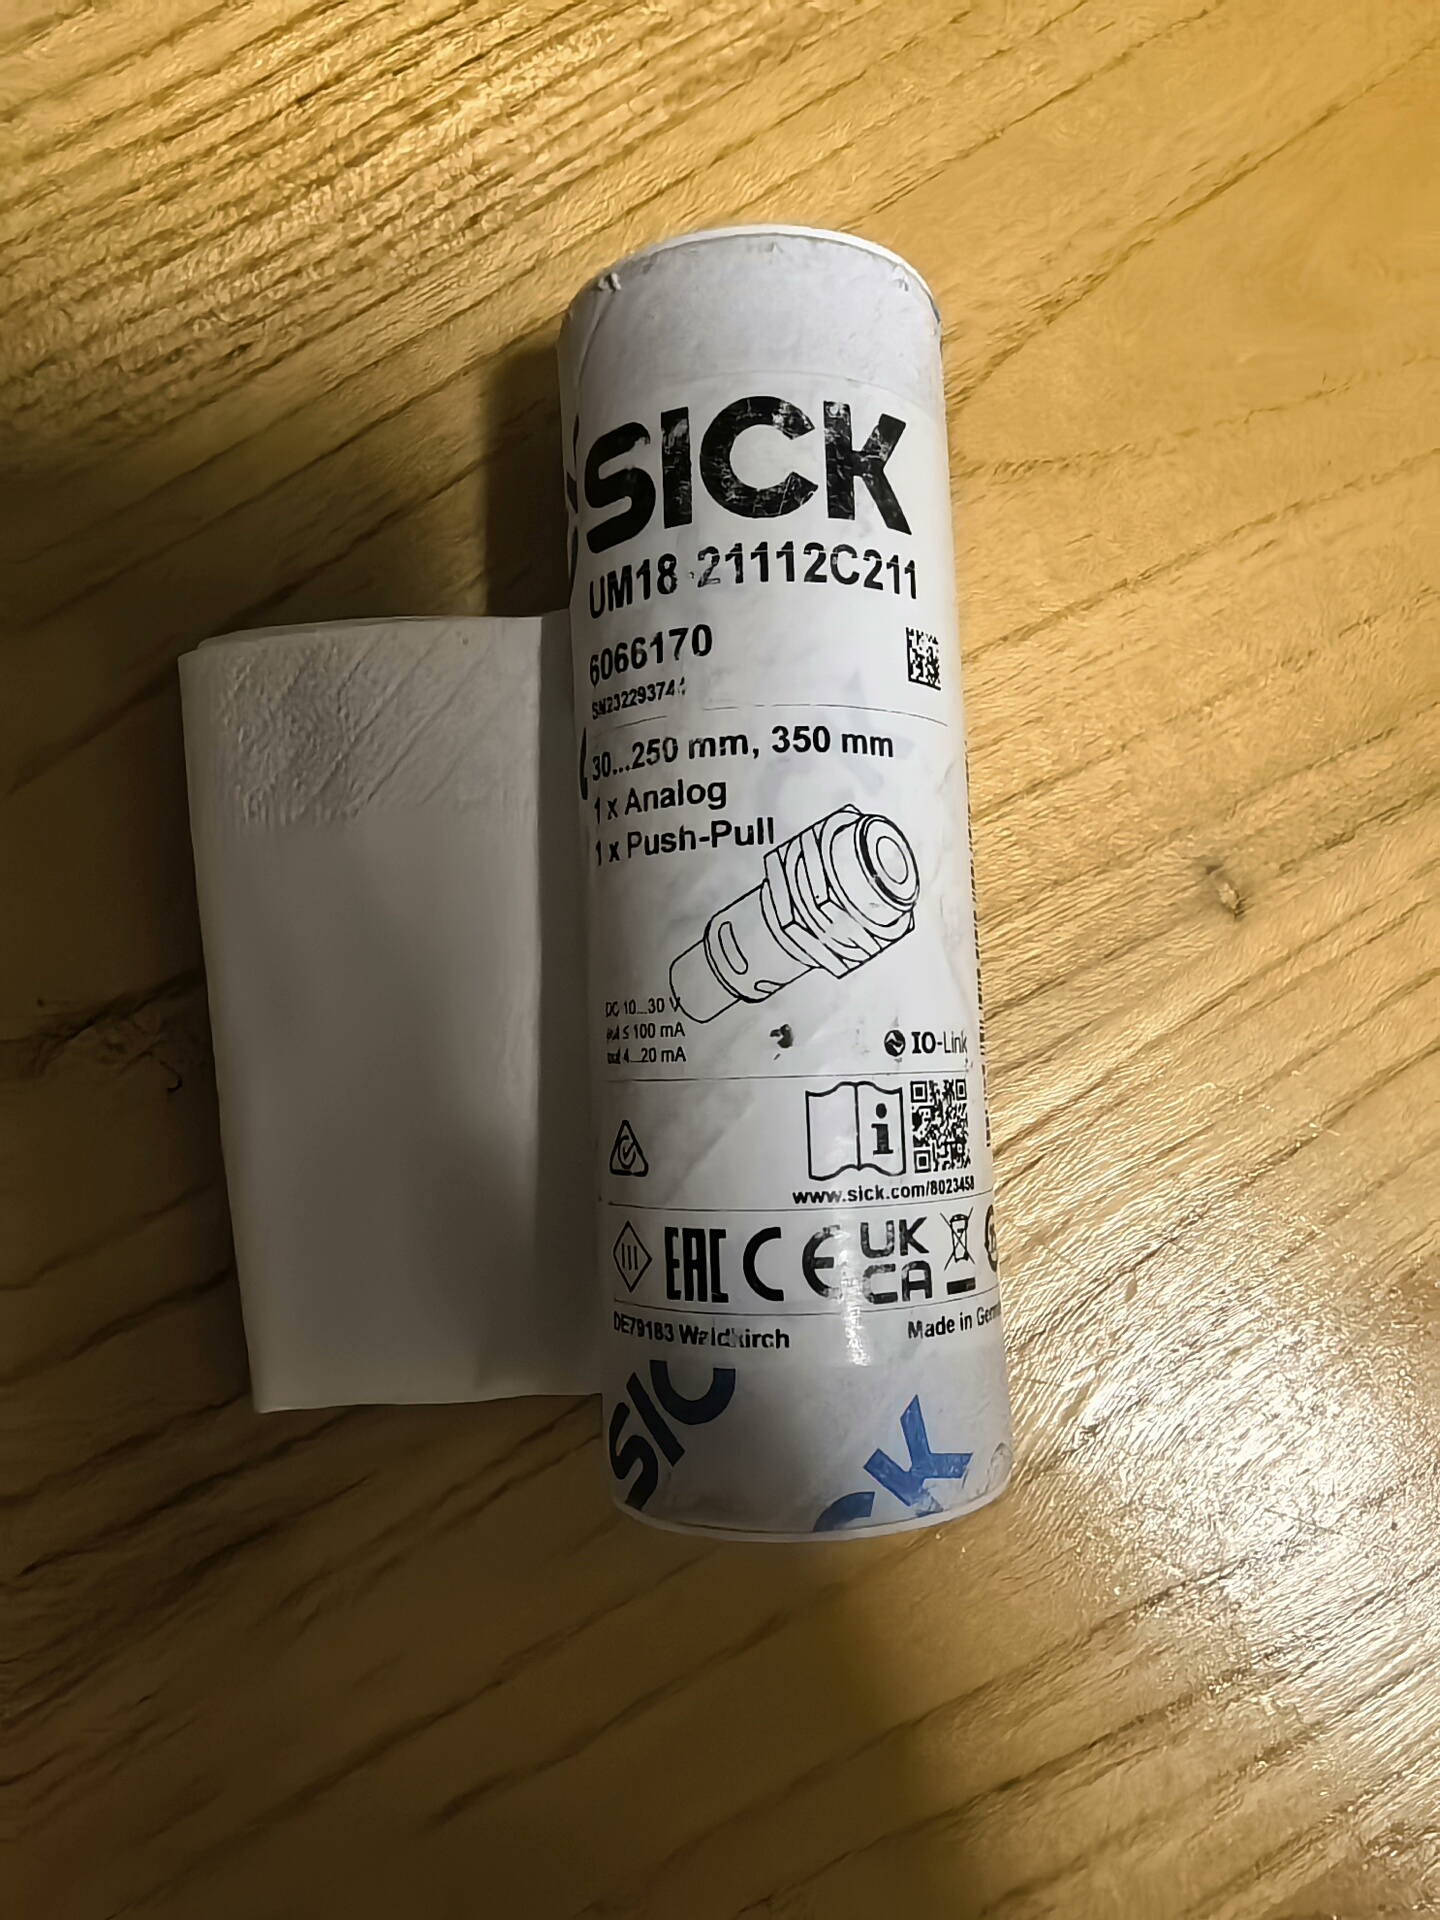 SICK
UM18-21112C211
6066170
30...250 mm, 350 mm
1 x Analog
1 x Push-Pull
DC 10...30 V
≤ 100 mA
4...20 mA
IO-Link
i
www.sick.com/8023458
III
EAC CE UK
CA
DE79183 Waldkirch
Made in
SIC
CK